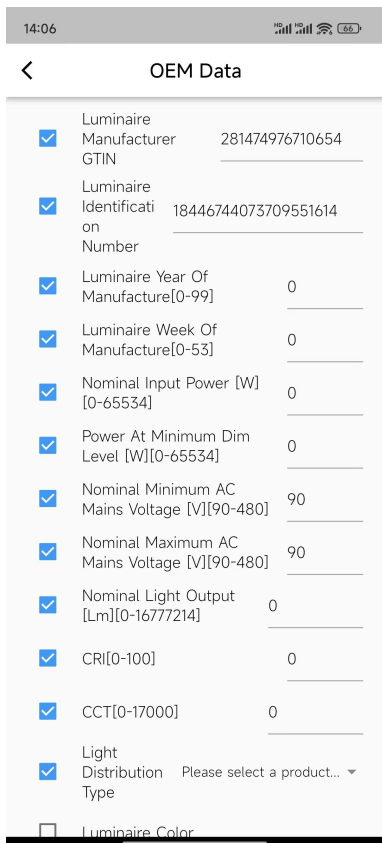 14:06
HD HD 66
OEM Data
Luminaire
Manufacturer
GTIN
281474976710654
Luminaire
Identificati
on
Number
18446744073709551614
Luminaire Year Of
Manufacture[0-99]
0
Luminaire Week Of
Manufacture[0-53]
0
Nominal Input Power [W]
[0-65534]
0
Power At Minimum Dim
Level [W][0-65534]
0
Nominal Minimum AC
Mains Voltage [V][90-480]
90
Nominal Maximum AC
Mains Voltage [V][90-480]
90
Nominal Light Output
[Lm][0-16777214]
0
CRI[0-100]
0
CCT[0-17000]
0
Light
Distribution
Type
Please select a product...
Luminaire Color